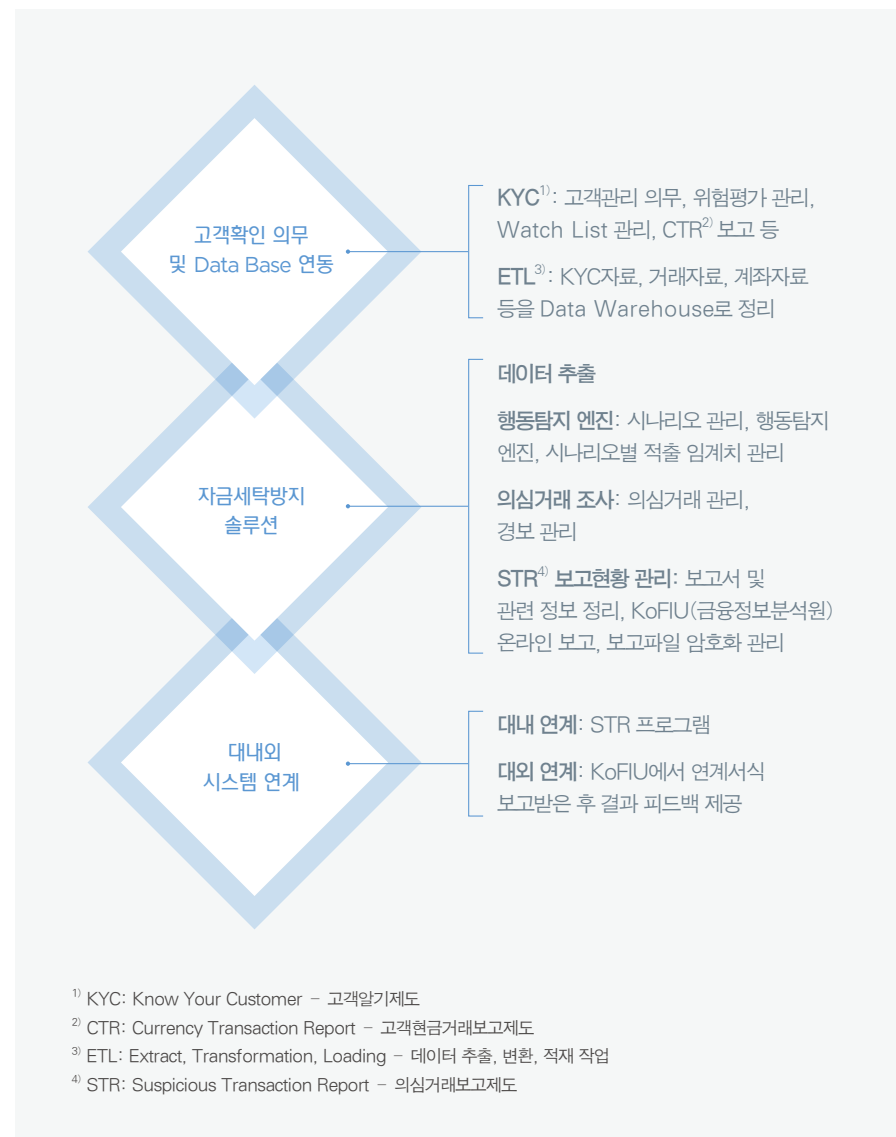 고객확인 의무
및 Data Base 연동
KYC1): 고객관리 의무, 위험평가 관리,
Watch List 관리, CTR2) 보고 등
ETL3): KYC자료, 거래자료, 계좌자료
등을 Data Warehouse로 정리
자금세탁방지
솔루션
데이터 추출
행동탐지 엔진: 시나리오 관리, 행동탐지
엔진, 시나리오별 적출 임계치 관리
의심거래 조사: 의심거래 관리,
경보 관리
STR4) 보고현황 관리: 보고서 및
관련 정보 정리, KoFIU(금융정보분석원)
온라인 보고, 보고파일 암호화 관리
대내외
시스템 연계
대내 연계: STR 프로그램
대외 연계: KoFIU에서 연계서식
보고받은 후 결과 피드백 제공
1) KYC: Know Your Customer - 고객알기제도
2) CTR: Currency Transaction Report - 고객현금거래보고제도
3) ETL: Extract, Transformation, Loading - 데이터 추출, 변환, 적재 작업
4) STR: Suspicious Transaction Report - 의심거래보고제도